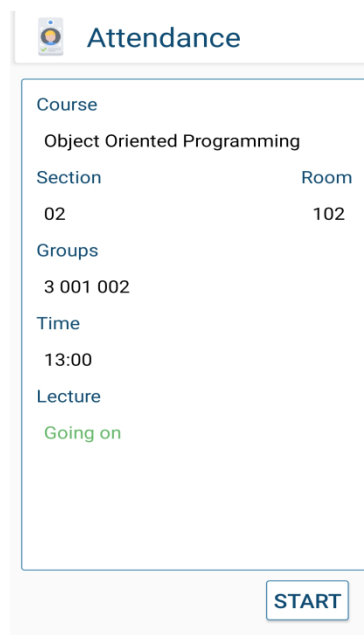 Attendance
Course
Object Oriented Programming
Section Room
02 102
Groups
3 001 002
Time
13:00
Lecture
Going on
START